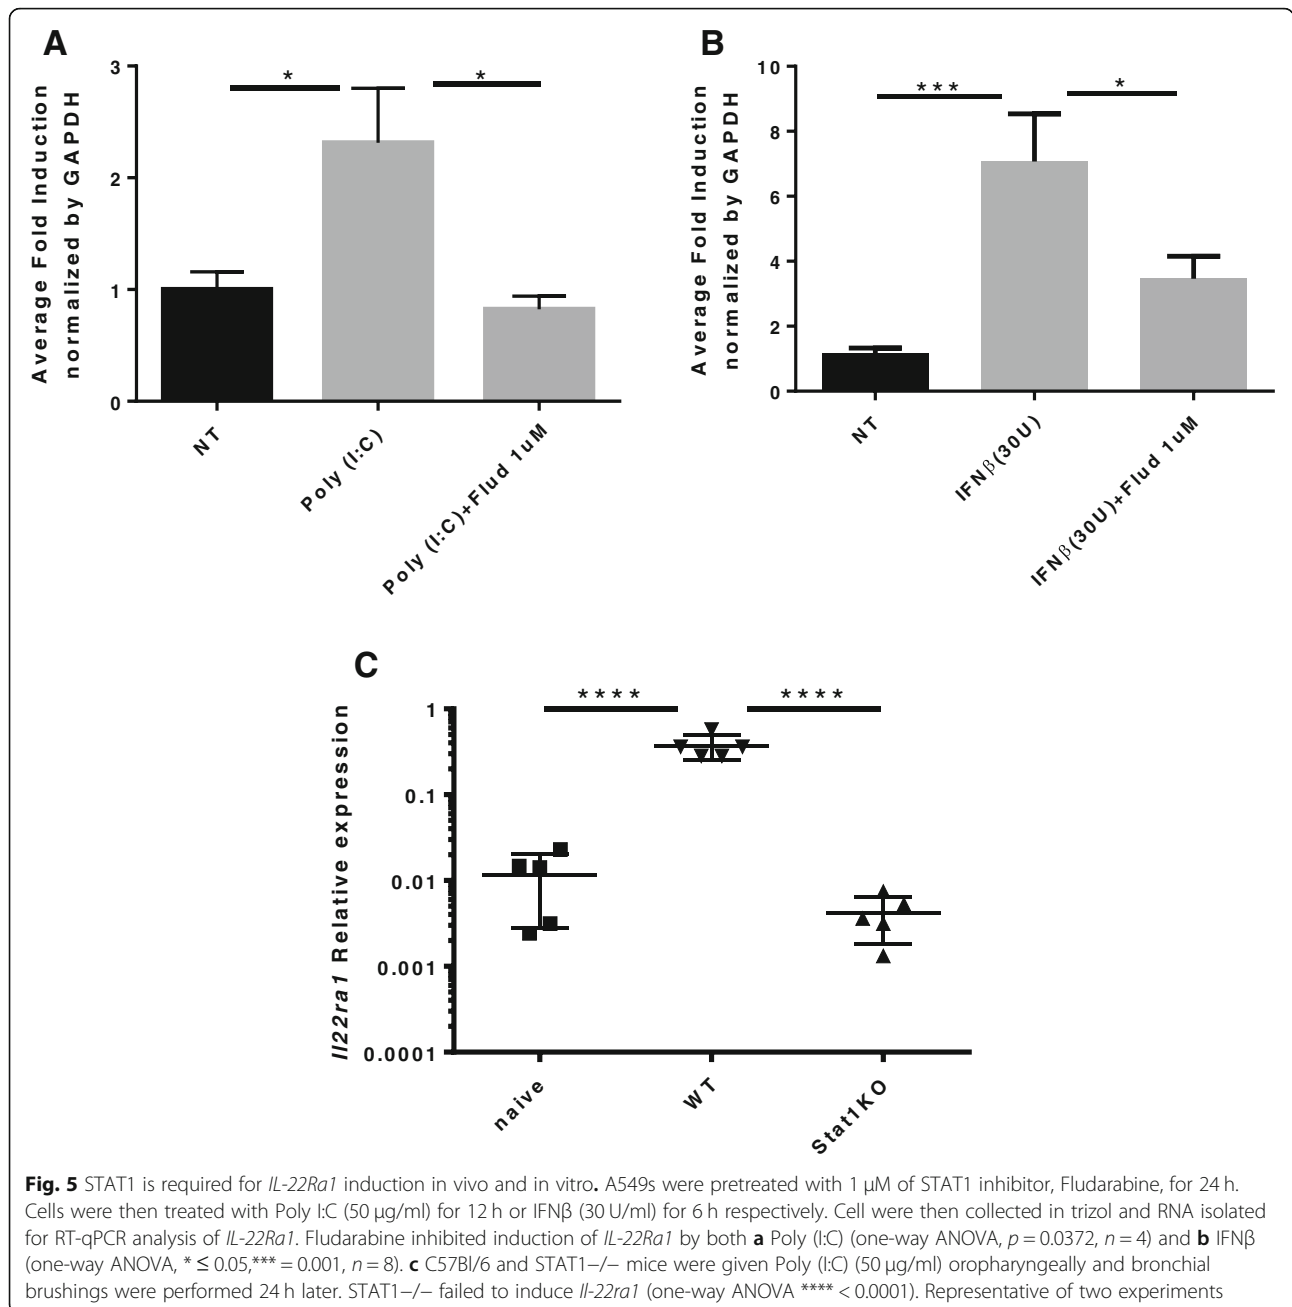 A
Average Fold Induction
normalized by GAPDH
3
2
1
0
*
*
NT
Poly (I:C)
Poly (I:C)+Flud 1uM
B
Average Fold Induction
normalized by GAPDH
10
8
6
4
2
0
***
*
NT
IFNβ(30U)
IFNβ(30U)+Flud 1uM
C
Il22ra1 Relative expression
1
0.1
0.01
0.001
0.0001
****
****
naive
WT
Stat1KO
Fig. 5 STAT1 is required for IL-22Ra1 induction in vivo and in vitro. A549s were pretreated with 1 μM of STAT1 inhibitor, Fludarabine, for 24 h.
Cells were then treated with Poly I:C (50 μg/ml) for 12 h or IFNβ (30 U/ml) for 6 h respectively. Cell were then collected in trizol and RNA isolated
for RT-qPCR analysis of IL-22Ra1. Fludarabine inhibited induction of IL-22Ra1 by both a Poly (I:C) (one-way ANOVA, p = 0.0372, n = 4) and b IFNβ
(one-way ANOVA, * ≤ 0.05,*** = 0.001, n = 8). c C57Bl/6 and STAT1−/− mice were given Poly (I:C) (50 μg/ml) oropharyngeally and bronchial
brushings were performed 24 h later. STAT1−/− failed to induce Il-22ra1 (one-way ANOVA **** < 0.0001). Representative of two experiments